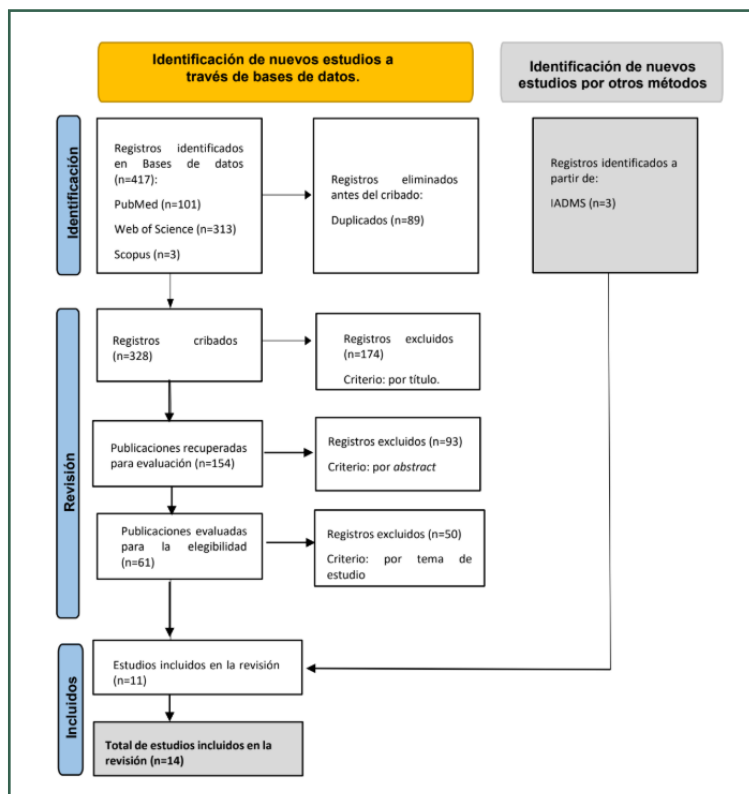 Identificación de nuevos estudios a
través de bases de datos.
Identificación de nuevos
estudios por otros métodos
Identificación
Registros identificados
en Bases de datos
(n=417):
PubMed (n=101)
Web of Science (n=313)
Scopus (n=3)
Registros eliminados
antes del cribado:
Duplicados (n=89)
Registros identificados a
partir de:
IADMS (n=3)
Revisión
Registros cribados
(n=328)
Registros excluidos
(n=174)
Criterio: por título.
Publicaciones recuperadas
para evaluación (n=154)
Registros excluidos (n=93)
Criterio: por abstract
Publicaciones evaluadas
para la elegibilidad
(n=61)
Registros excluidos (n=50)
Criterio: por tema de
estudio
Incluidos
Estudios incluidos en la revisión
(n=11)
Total de estudios incluidos en la
revisión (n=14)